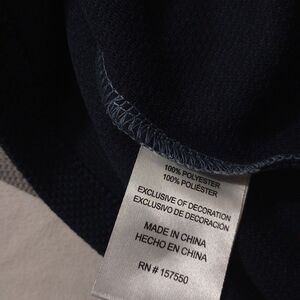 100% POLYESTER
100% POLIÉSTER
EXCLUSIVE OF DECORATION
EXCLUSIVO DE DECORACIÓN
MADE IN CHINA
HECHO EN CHINA
RN # 157550